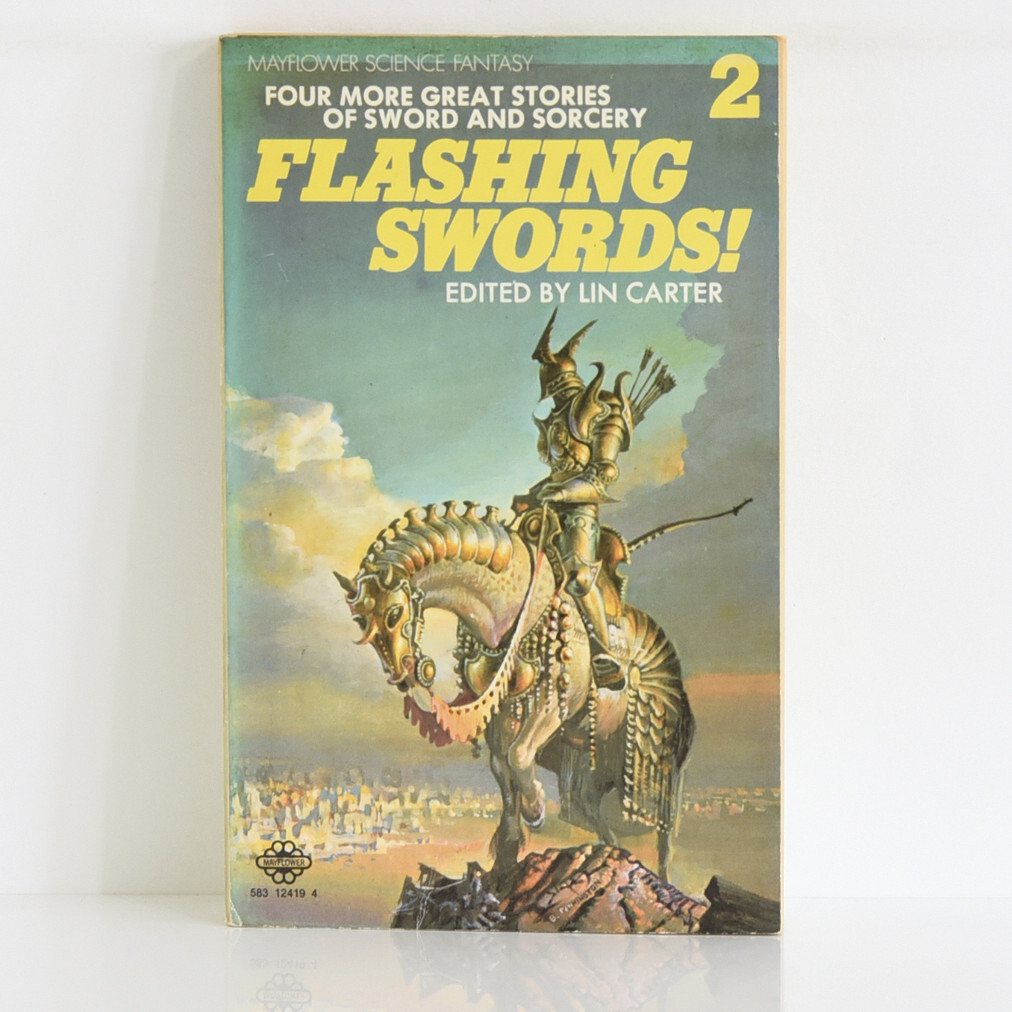 MAYFLOWER SCIENCE FANTASY
2
FOUR MORE GREAT STORIES
OF SWORD AND SORCERY
FLASHING
SWORDS!
EDITED BY LIN CARTER
MAYFLOWER
583 12419 4